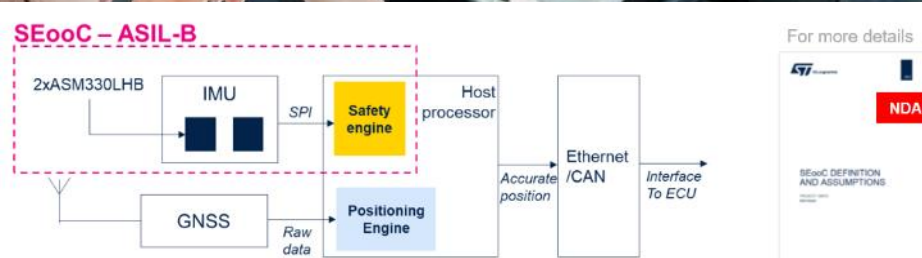 SEooC – ASIL-B
For more details
2xASM330LHB
IMU
SPI
Safety
engine
Host
processor
NDA
Ethernet
/CAN
Accurate
position
Interface
To ECU
SEooC DEFINITION
AND ASSUMPTIONS
GNSS
Raw
data
Positioning
Engine